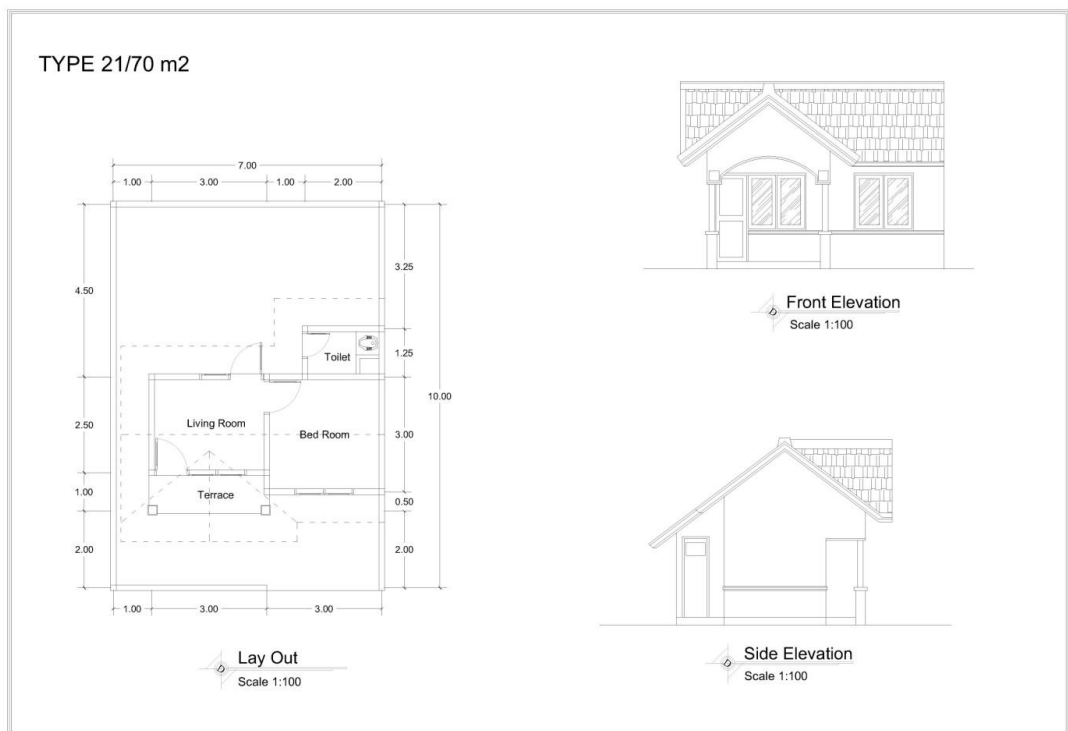 TYPE 21/70 m2
7.00
1.00 3.00 1.00 2.00
4.50
3.25
Toilet
1.25
10.00
2.50
Living Room
Bed Room
3.00
1.00
Terrace
0.50
2.00
2.00
1.00 3.00 3.00
D
Lay Out
Scale 1:100
D
Front Elevation
Scale 1:100
D
Side Elevation
Scale 1:100